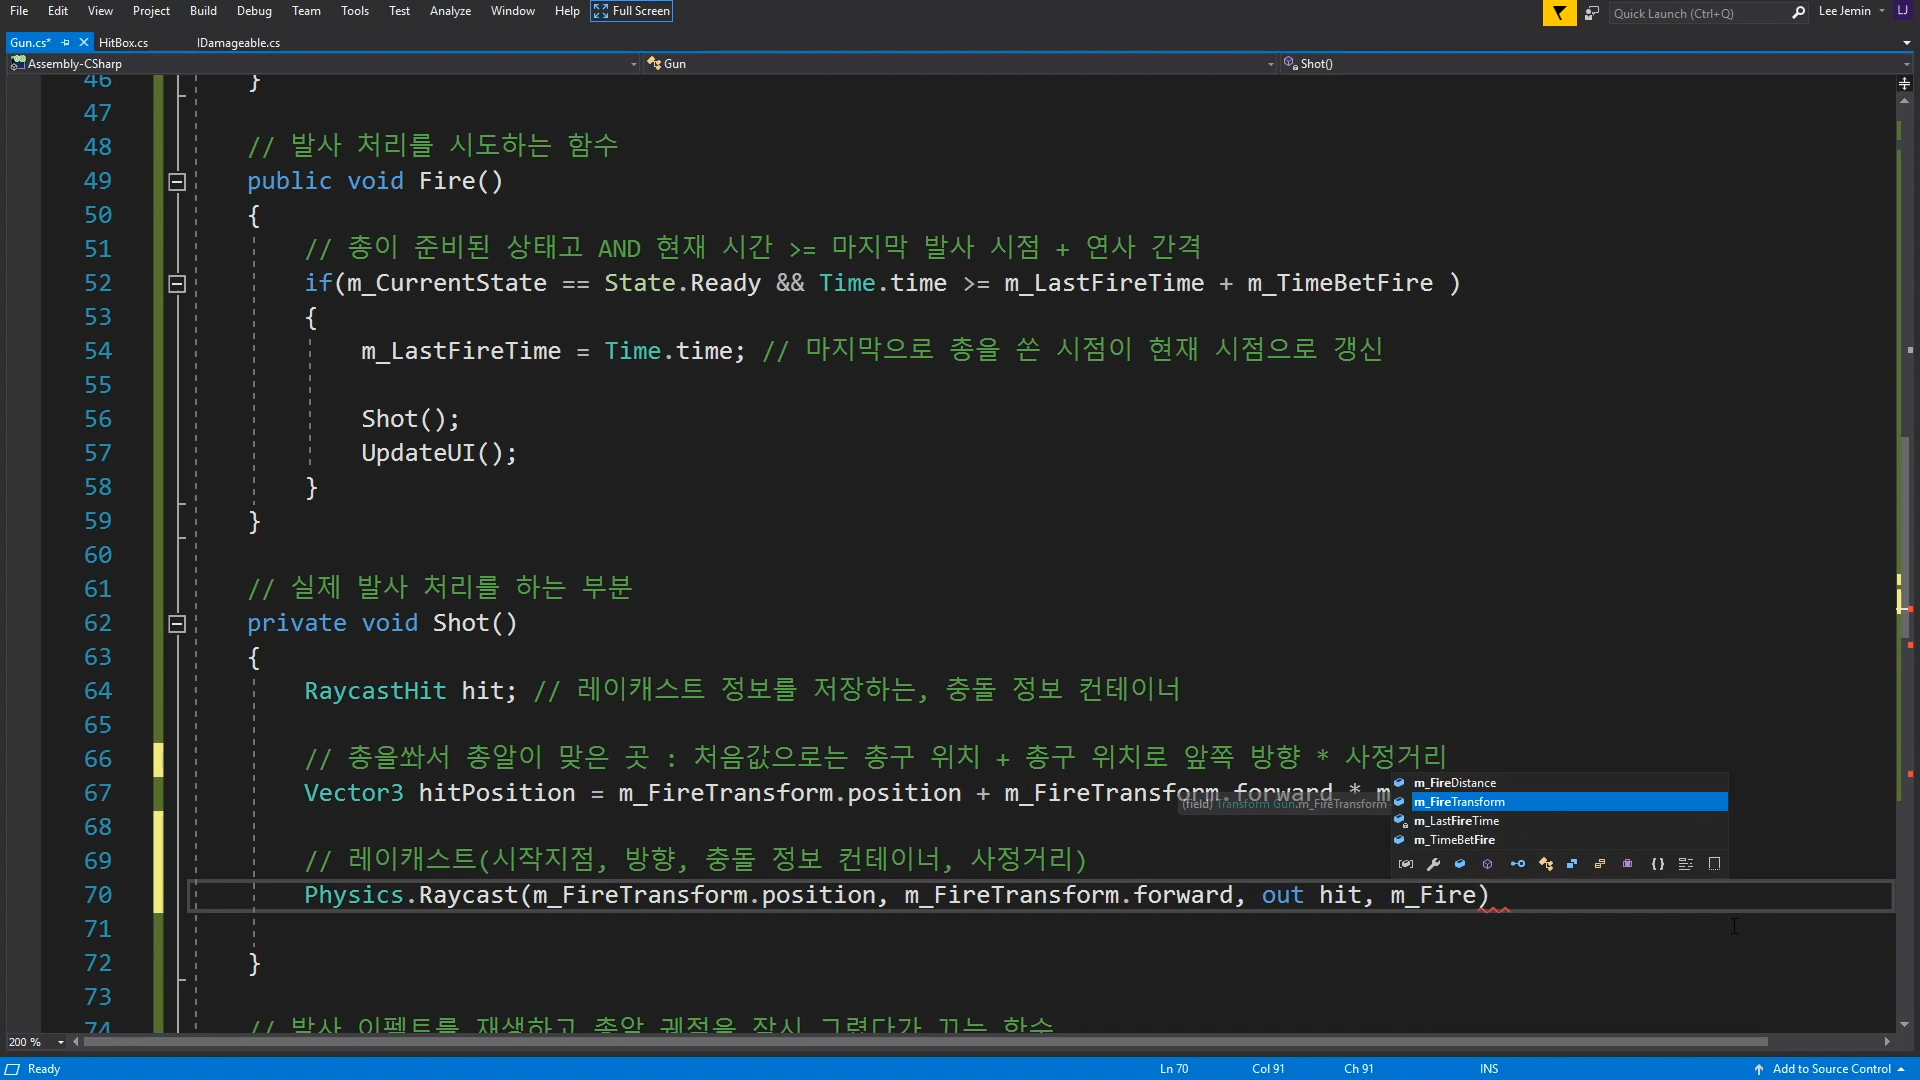 File Edit View Project Build Debug Team Tools Test Analyze Window Help Full Screen Quick Launch (Ctrl+Q) Lee Jemin LJ
Gun.cs* HitBox.cs IDamageable.cs
Assembly-CSharp Gun Shot()
46 }
47
48 // 발사 처리를 시도하는 함수
49 public void Fire()
50 {
51 // 총이 준비된 상태고 AND 현재 시간 >= 마지막 발사 시점 + 연사 간격
52 if(m_CurrentState == State.Ready && Time.time >= m_LastFireTime + m_TimeBetFire )
53 {
54 m_LastFireTime = Time.time; // 마지막으로 총을 쏜 시점이 현재 시점으로 갱신
55
56 Shot();
57 UpdateUI();
58 }
59 }
60
61 // 실제 발사 처리를 하는 부분
62 private void Shot()
63 {
64 RaycastHit hit; // 레이캐스트 정보를 저장하는, 충돌 정보 컨테이너
65
66 // 총을쏴서 총알이 맞은 곳 : 처음값으로는 총구 위치 + 총구 위치로 앞쪽 방향 * 사정거리
67 Vector3 hitPosition = m_FireTransform.position + m_FireTransform.forward * m
(field) Transform Gun.m_FireTransform
m_FireDistance
m_FireTransform
m_LastFireTime
m_TimeBetFire
68
69 // 레이캐스트(시작지점, 방향, 충돌 정보 컨테이너, 사정거리)
70 Physics.Raycast(m_FireTransform.position, m_FireTransform.forward, out hit, m_Fire)
71
72 }
73
74 // 발사 이펙트를 재생하고 총알 궤적을 잠시 그렸다가 끄는 함수
200 %
Ready Ln 70 Col 91 Ch 91 INS Add to Source Control